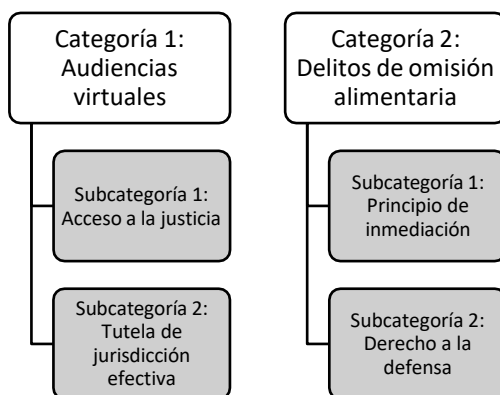 Categoría 1:
Audiencias
virtuales
Subcategoría 1:
Acceso a la justicia
Subcategoría 2:
Tutela de
jurisdicción
efectiva
Categoría 2:
Delitos de omisión
alimentaria
Subcategoría 1:
Principio de
inmediación
Subcategoría 2:
Derecho a la
defensa